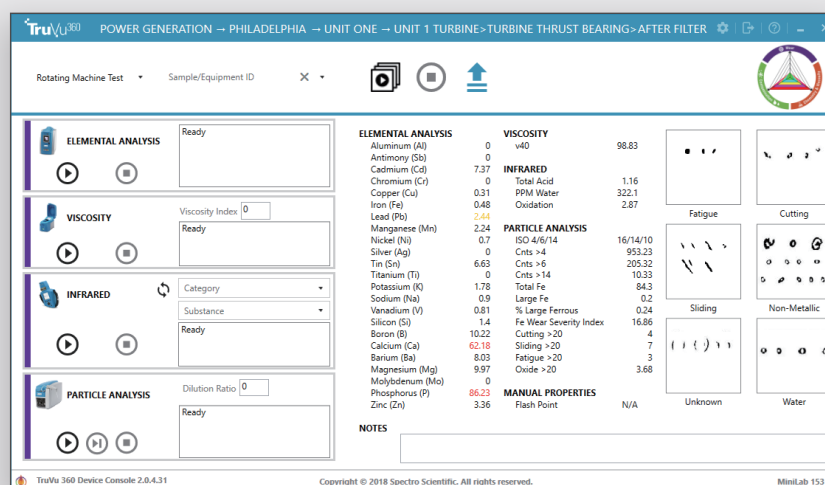 TruVu360 POWER GENERATION → PHILADELPHIA → UNIT ONE → UNIT 1 TURBINE>TURBINE THRUST BEARING>AFTER FILTER
Rotating Machine Test Sample/Equipment ID
ELEMENTAL ANALYSIS
Ready
VISCOSITY
Viscosity Index 0
Ready
INFRARED
Category
Substance
Ready
PARTICLE ANALYSIS
Dilution Ratio 0
Ready
ELEMENTAL ANALYSIS
Aluminum (Al) 0
Antimony (Sb) 0
Cadmium (Cd) 7.37
Chromium (Cr) 0
Copper (Cu) 0.31
Iron (Fe) 0.48
Lead (Pb) 2.44
Manganese (Mn) 2.24
Nickel (Ni) 0.7
Silver (Ag) 0
Tin (Sn) 6.63
Titanium (Ti) 0
Potassium (K) 1.78
Sodium (Na) 0.9
Vanadium (V) 0.81
Silicon (Si) 1.4
Boron (B) 10.22
Calcium (Ca) 62.18
Barium (Ba) 8.03
Magnesium (Mg) 9.97
Molybdenum (Mo) 0
Phosphorus (P) 86.23
Zinc (Zn) 3.36
VISCOSITY
v40 98.83
INFRARED
Total Acid 1.16
PPM Water 322.1
Oxidation 2.87
PARTICLE ANALYSIS
ISO 4/6/14 16/14/10
Cnts >4 953.23
Cnts >6 205.32
Cnts >14 10.33
Total Fe 84.3
Large Fe 0.2
% Large Ferrous 0.24
Fe Wear Severity Index 16.86
Cutting >20 4
Sliding >20 7
Fatigue >20 3
Oxide >20 3.68
MANUAL PROPERTIES
Flash Point N/A
Fatigue Cutting
Sliding Non-Metallic
Unknown Water
NOTES
TruVu 360 Device Console 2.0.4.31 Copyright © 2018 Spectro Scientific. All rights reserved. MiniLab 153